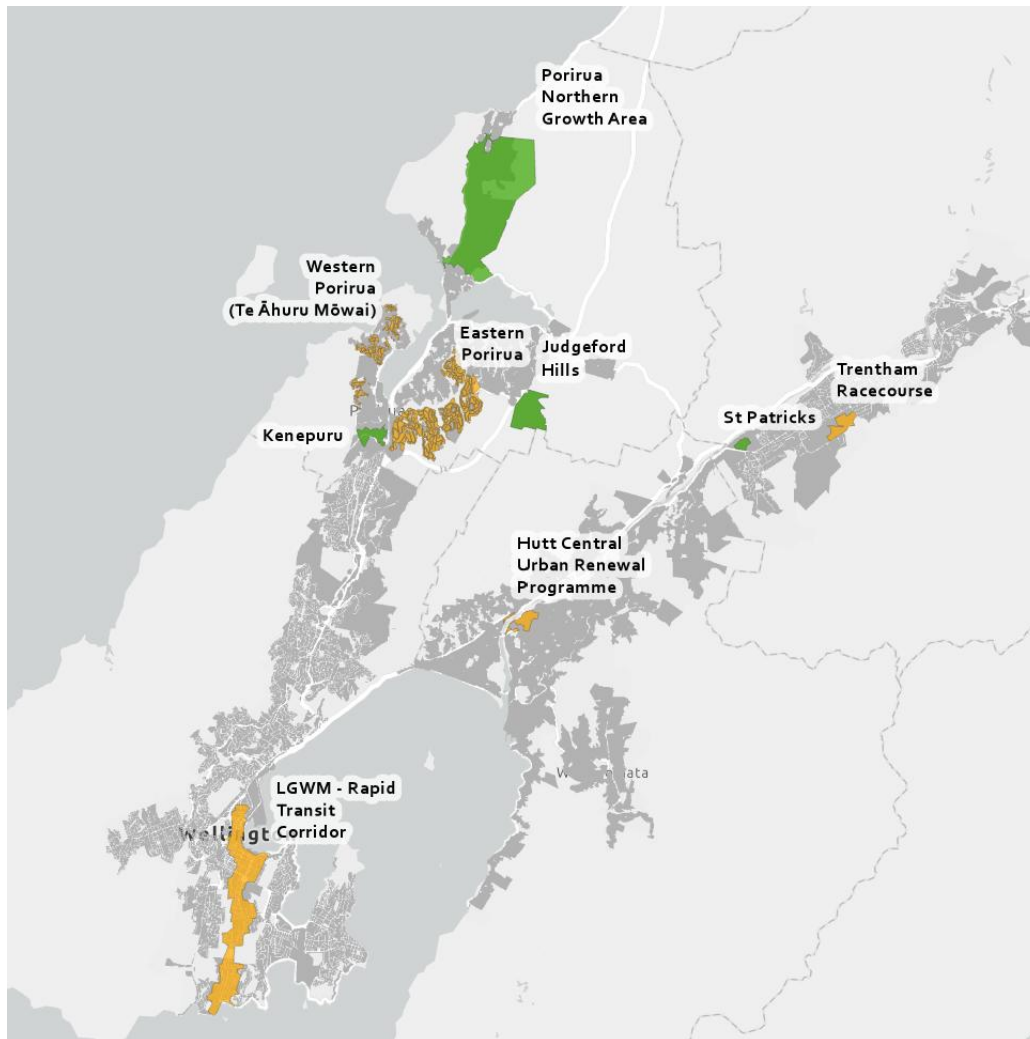 Porirua
Northern
Growth Area
Western
Porirua
(Te Āhuru Mōwai)
Eastern
Porirua
Judgeford
Hills
Trentham
Racecourse
St Patricks
Kenepuru
Hutt Central
Urban Renewal
Programme
LGWM - Rapid
Transit
Corridor
Wellington